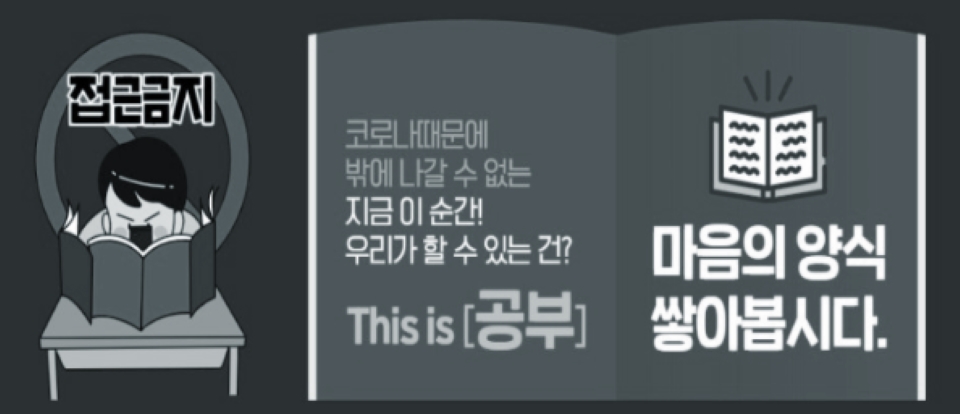 접근금지
코로나때문에
밖에 나갈 수 없는
지금 이 순간!
우리가 할 수 있는 건?
This is [공부]
마음의 양식
쌓아봅시다.